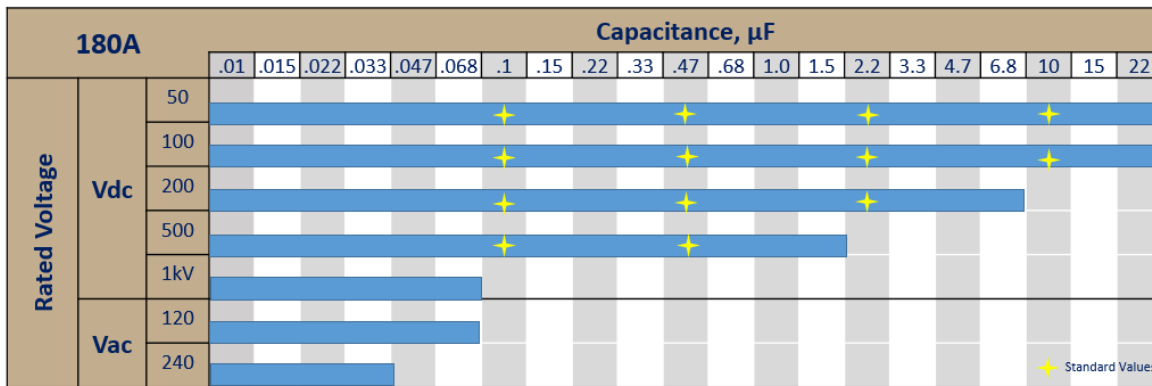 180A
Capacitance, µF
.01 .015 .022 .033 .047 .068 .1 .15 .22 .33 .47 .68 1.0 1.5 2.2 3.3 4.7 6.8 10 15 22
Rated Voltage
Vdc
50
100
200
500
1kV
Vac
120
240
Standard Values